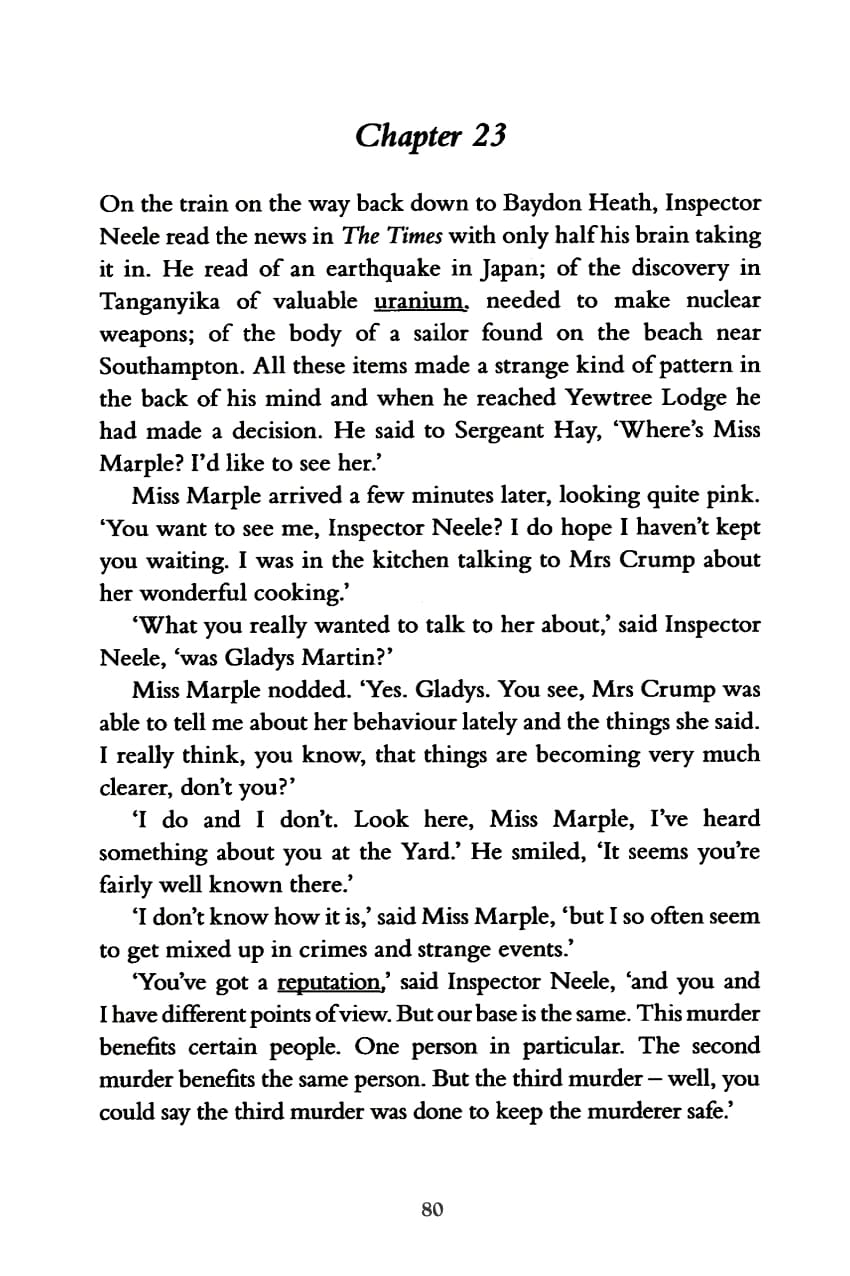 Chapter 23
On the train on the way back down to Baydon Heath, Inspector
Neele read the news in The Times with only half his brain taking
it in. He read of an earthquake in Japan; of the discovery in
Tanganyika of valuable uranium, needed to make nuclear
weapons; of the body of a sailor found on the beach near
Southampton. All these items made a strange kind of pattern in
the back of his mind and when he reached Yewtree Lodge he
had made a decision. He said to Sergeant Hay, ‘Where’s Miss
Marple? I’d like to see her.’
Miss Marple arrived a few minutes later, looking quite pink.
‘You want to see me, Inspector Neele? I do hope I haven’t kept
you waiting. I was in the kitchen talking to Mrs Crump about
her wonderful cooking.’
‘What you really wanted to talk to her about,’ said Inspector
Neele, ‘was Gladys Martin?’
Miss Marple nodded. ‘Yes. Gladys. You see, Mrs Crump was
able to tell me about her behaviour lately and the things she said.
I really think, you know, that things are becoming very much
clearer, don’t you?’
‘I do and I don’t. Look here, Miss Marple, I’ve heard
something about you at the Yard.’ He smiled, ‘It seems you’re
fairly well known there.’
‘I don’t know how it is,’ said Miss Marple, ‘but I so often seem
to get mixed up in crimes and strange events.’
‘You’ve got a reputation,’ said Inspector Neele, ‘and you and
I have different points of view. But our base is the same. This murder
benefits certain people. One person in particular. The second
murder benefits the same person. But the third murder – well, you
could say the third murder was done to keep the murderer safe.’
80